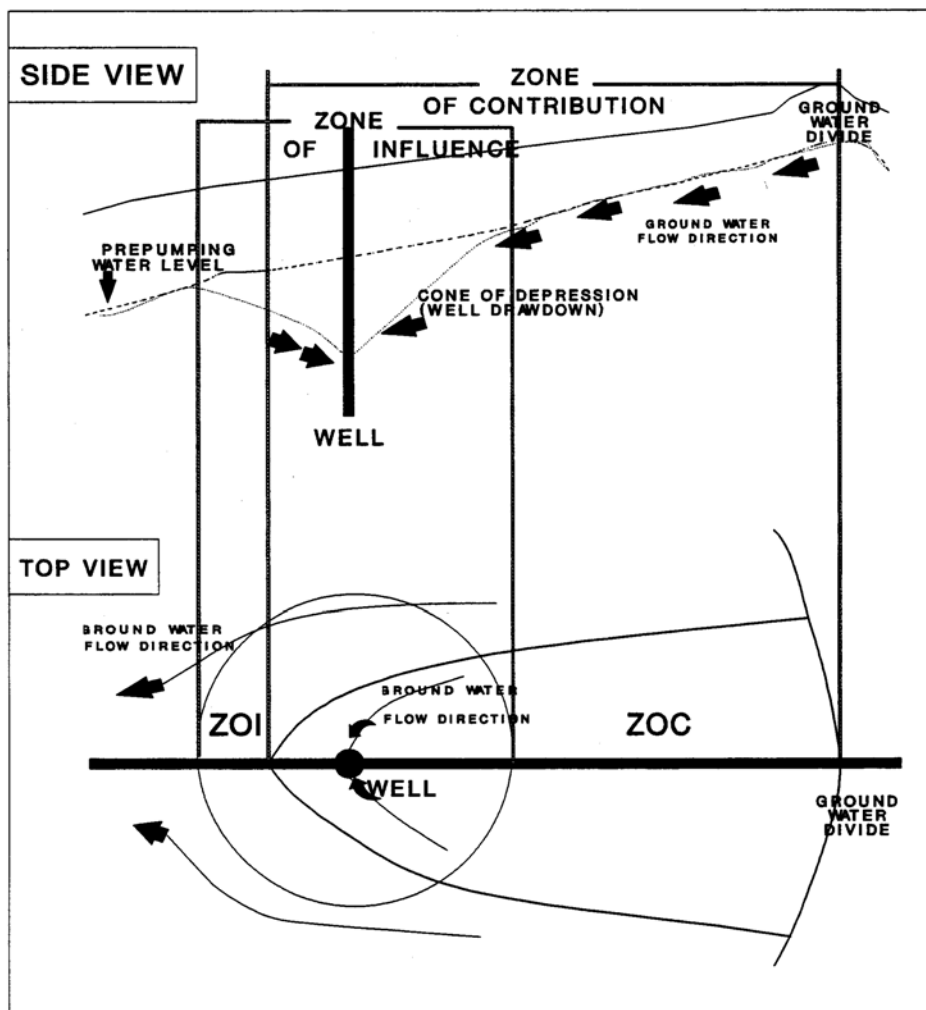 SIDE VIEW
ZONE
OF CONTRIBUTION
GROUND
WATER
DIVIDE
ZONE
OF INFLUENCE
GROUND WATER
FLOW DIRECTION
PREPUMPING
WATER LEVEL
CONE OF DEPRESSION
(WELL DRAWDOWN)
WELL
TOP VIEW
GROUND WATER
FLOW DIRECTION
GROUND WATER
FLOW DIRECTION
ZOI
ZOC
WELL
GROUND
WATER
DIVIDE